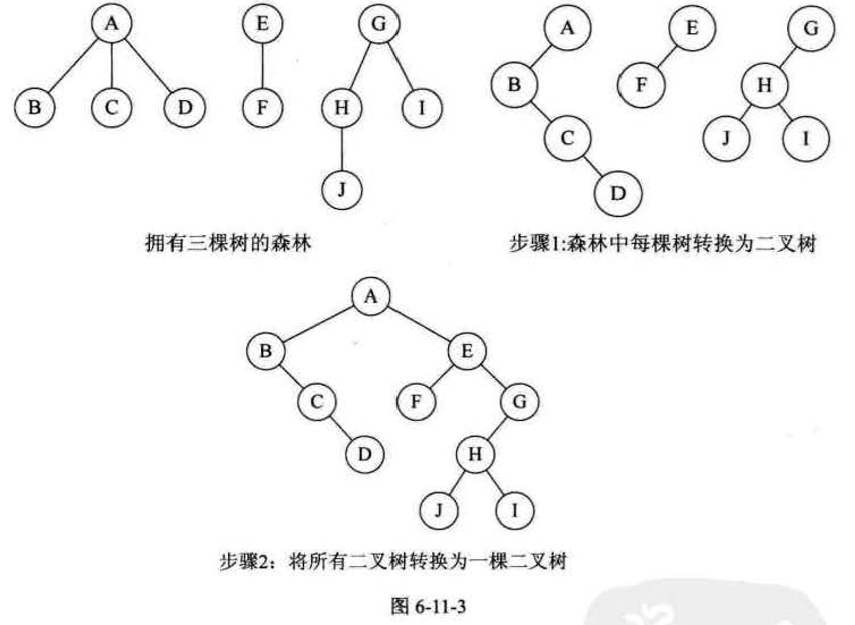 A E G A E G
B C D F H I B F H
J C J I
D
拥有三棵树的森林
步骤1:森林中每棵树转换为二叉树
A
B E
C F G
D H
J I
步骤2：将所有二叉树转换为一棵二叉树
图 6-11-3